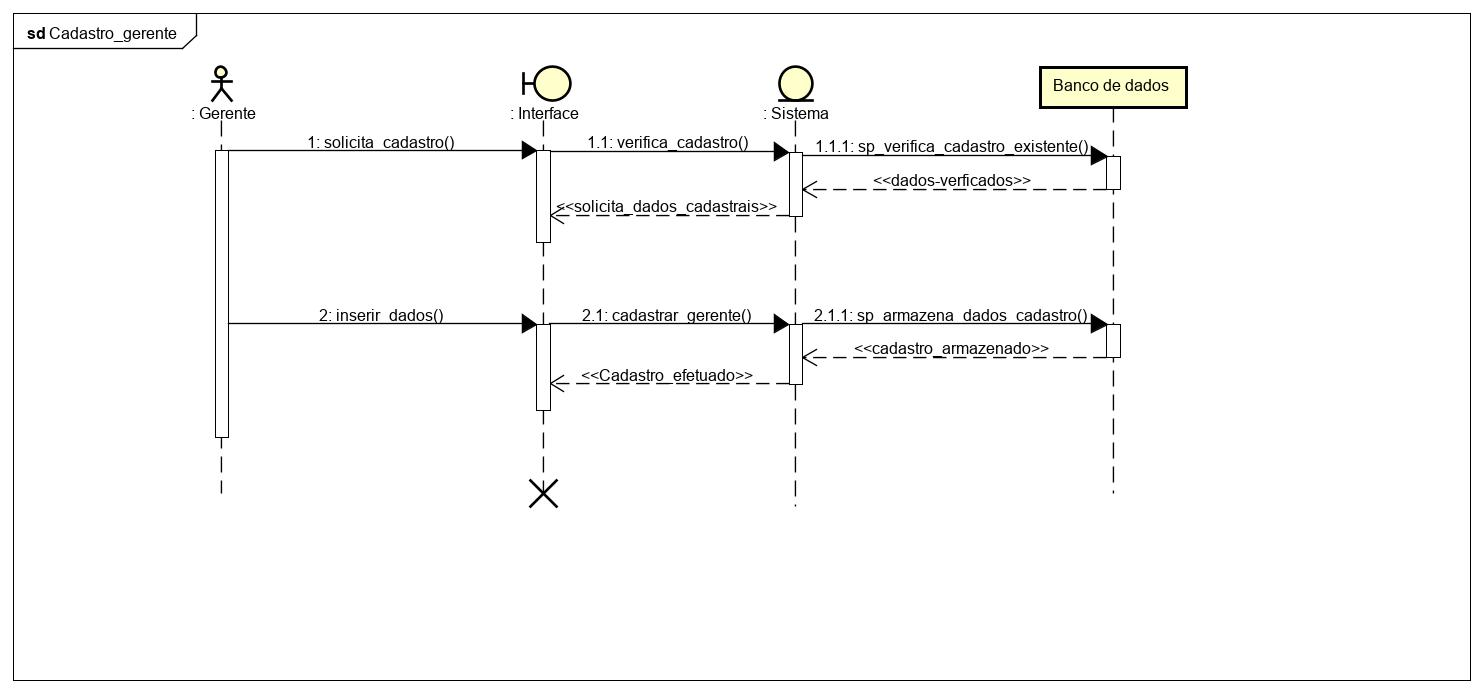 sd Cadastro_gerente
Banco de dados
: Gerente
: Interface
: Sistema
1: solicita_cadastro()
1.1: verifica_cadastro()
1.1.1: sp_verifica_cadastro_existente()
<<dados-verficados>>
<<solicita_dados_cadastrais>>
2: inserir_dados()
2.1: cadastrar_gerente()
2.1.1: sp_armazena_dados_cadastro()
<<cadastro_armazenado>>
<<Cadastro_efetuado>>